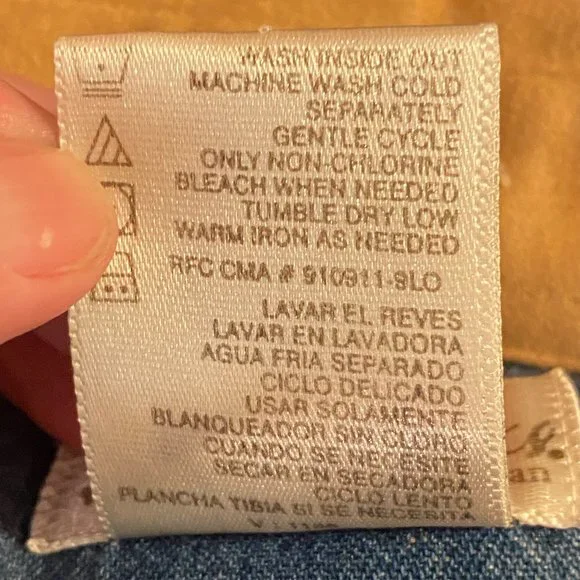 WASH INSIDE OUT
MACHINE WASH COLD
SEPARATELY
GENTLE CYCLE
ONLY NON-CHLORINE
BLEACH WHEN NEEDED
TUMBLE DRY LOW
WARM IRON AS NEEDED
RFC CMA # 910911-9LO
LAVAR EL REVES
LAVAR EN LAVADORA
AGUA FRIA SEPARADO
CICLO DELICADO
USAR SOLAMENTE
BLANQUEADOR SIN CLORO
CUANDO SE NECESITE
SECAR EN SECADORA
CICLO LENTO
PLANCHA TIBIA SI SE NECESITA